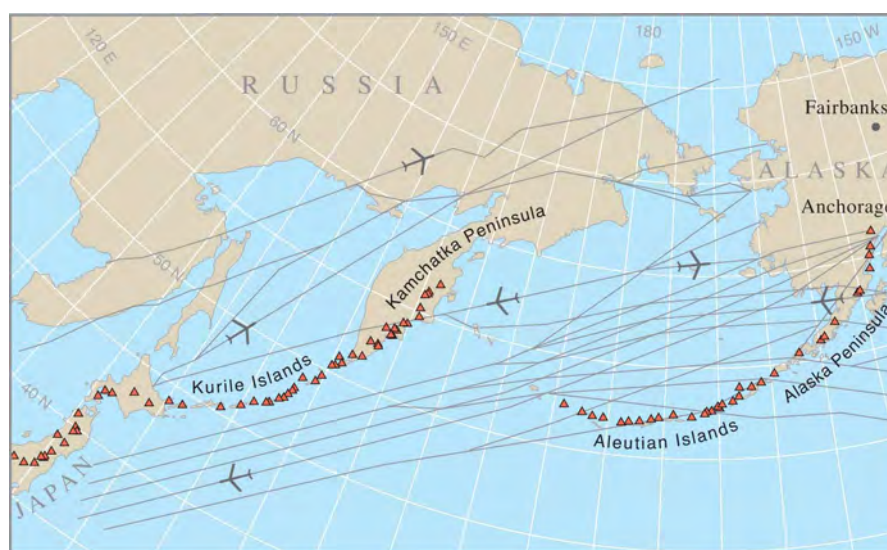 120 E
150 E
180
150 W
RUSSIA
Fairbanks
60 N
ALASKA
Anchorage
Kamchatka Peninsula
50 N
Kurile Islands
Alaska Peninsula
40 N
Aleutian Islands
JAPAN